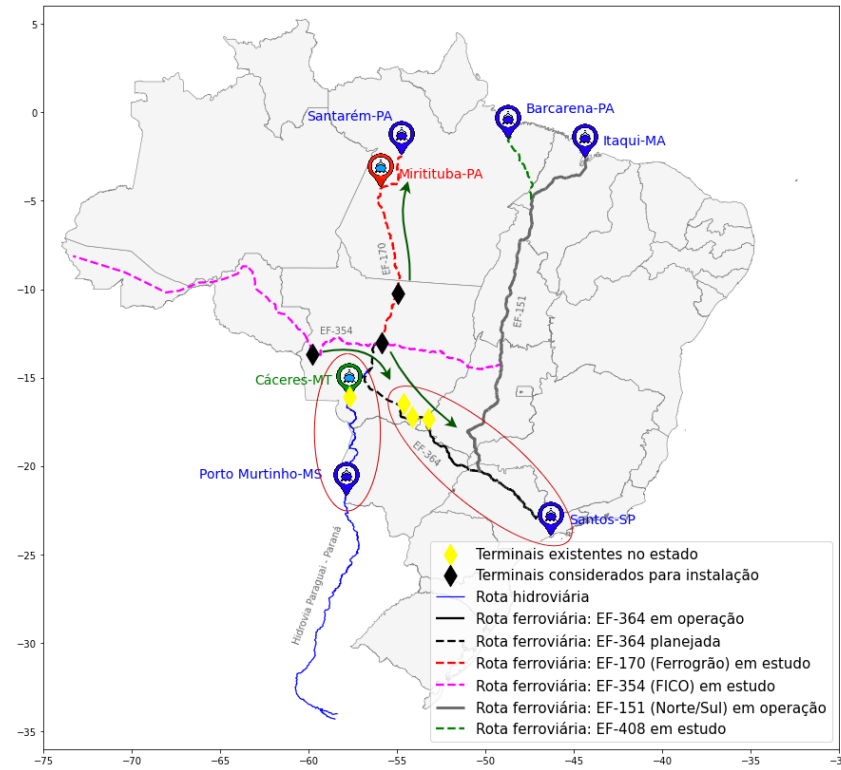 5
0
−5
−10
−15
−20
−25
−30
−35
−75
−70
−65
−60
−55
−50
−45
−40
−35
−30
Barcarena-PA
Santarém-PA
Itaqui-MA
Miritituba-PA
EF-170
EF-151
EF-354
Cáceres-MT
EF-364
Porto Murtinho-MS
Santos-SP
Hidrovia Paraguai - Paraná
Terminais existentes no estado
Terminais considerados para instalação
Rota hidroviária
Rota ferroviária: EF-364 em operação
Rota ferroviária: EF-364 planejada
Rota ferroviária: EF-170 (Ferrogrão) em estudo
Rota ferroviária: EF-354 (FICO) em estudo
Rota ferroviária: EF-151 (Norte/Sul) em operação
Rota ferroviária: EF-408 em estudo